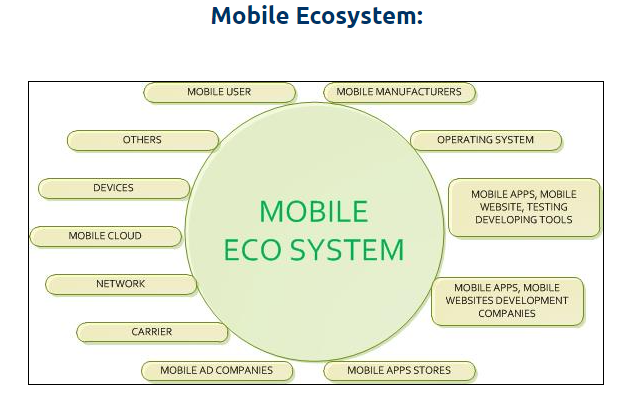 Mobile Ecosystem:
MOBILE USER
MOBILE MANUFACTURERS
OTHERS
OPERATING SYSTEM
DEVICES
MOBILE APPS, MOBILE
WEBSITE, TESTING
DEVELOPING TOOLS
MOBILE
ECO SYSTEM
MOBILE CLOUD
NETWORK
MOBILE APPS, MOBILE
WEBSITES DEVELOPMENT
COMPANIES
CARRIER
MOBILE AD COMPANIES
MOBILE APPS STORES